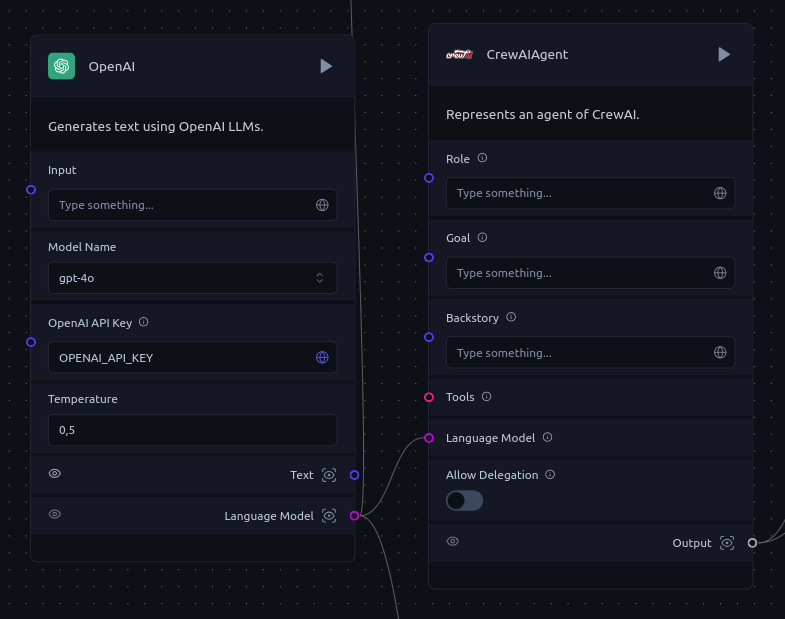 OpenAI
Generates text using OpenAI LLMs.
Input
Type something...
Model Name
gpt-4o
OpenAI API Key
OPENAI_API_KEY
Temperature
0,5
Text
Language Model
crewai
CrewAIAgent
Represents an agent of CrewAI.
Role
Type something...
Goal
Type something...
Backstory
Type something...
Tools
Language Model
Allow Delegation
Output